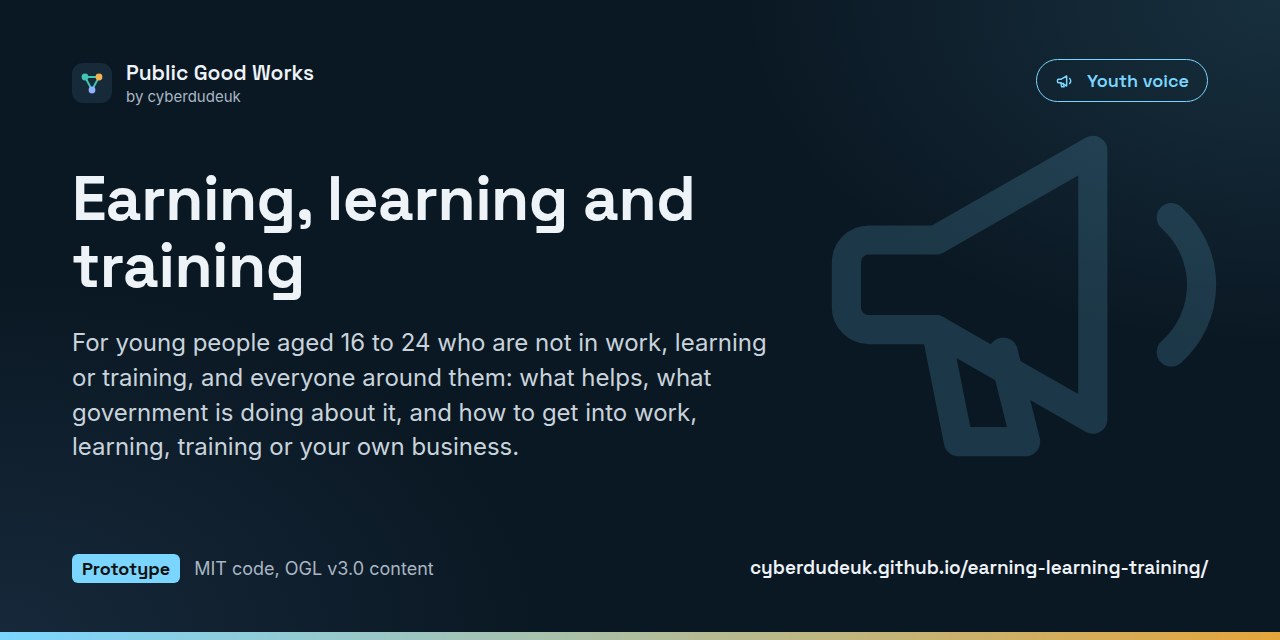 Public Good Works
by cyberdudeuk
Youth voice
Earning, learning and
training
For young people aged 16 to 24 who are not in work, learning
or training, and everyone around them: what helps, what
government is doing about it, and how to get into work,
learning, training or your own business.
Prototype
MIT code, OGL v3.0 content
cyberdudeuk.github.io/earning-learning-training/